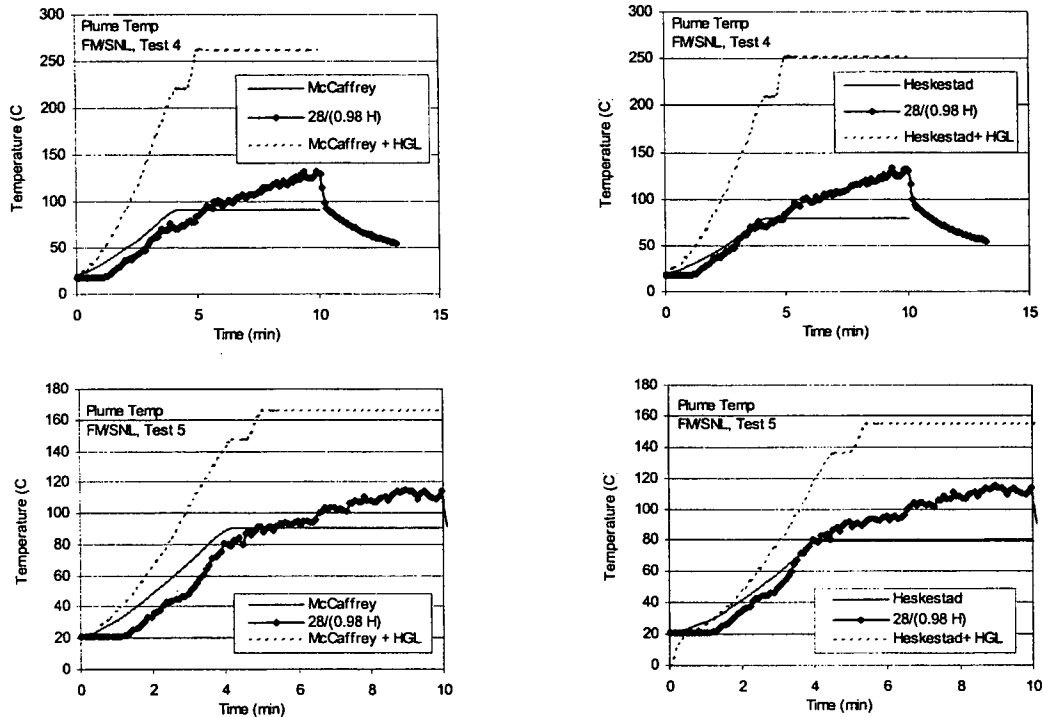 Plume Temp
FM/SNL, Test 4
Temperature (C
300
250
200
150
100
50
0
McCaffrey
28/(0.98 H)
McCaffrey + HGL
0 5 10 15
Time (min)
Plume Temp
FM/SNL, Test 4
Temperature (C
300
250
200
150
100
50
0
Heskestad
28/(0.98 H)
Heskestad+ HGL
0 5 10 15
Time (min)
Plume Temp
FM/SNL, Test 5
Temperature (C
180
160
140
120
100
80
60
40
20
0
McCaffrey
28/(0.98 H)
McCaffrey + HGL
0 2 4 6 8 10
Time (min)
Plume Temp
FM/SNL, Test 5
Temperature (C
180
160
140
120
100
80
60
40
20
0
Heskestad
28/(0.98 H)
Heskestad+ HGL
0 2 4 6 8 10
Time (min)